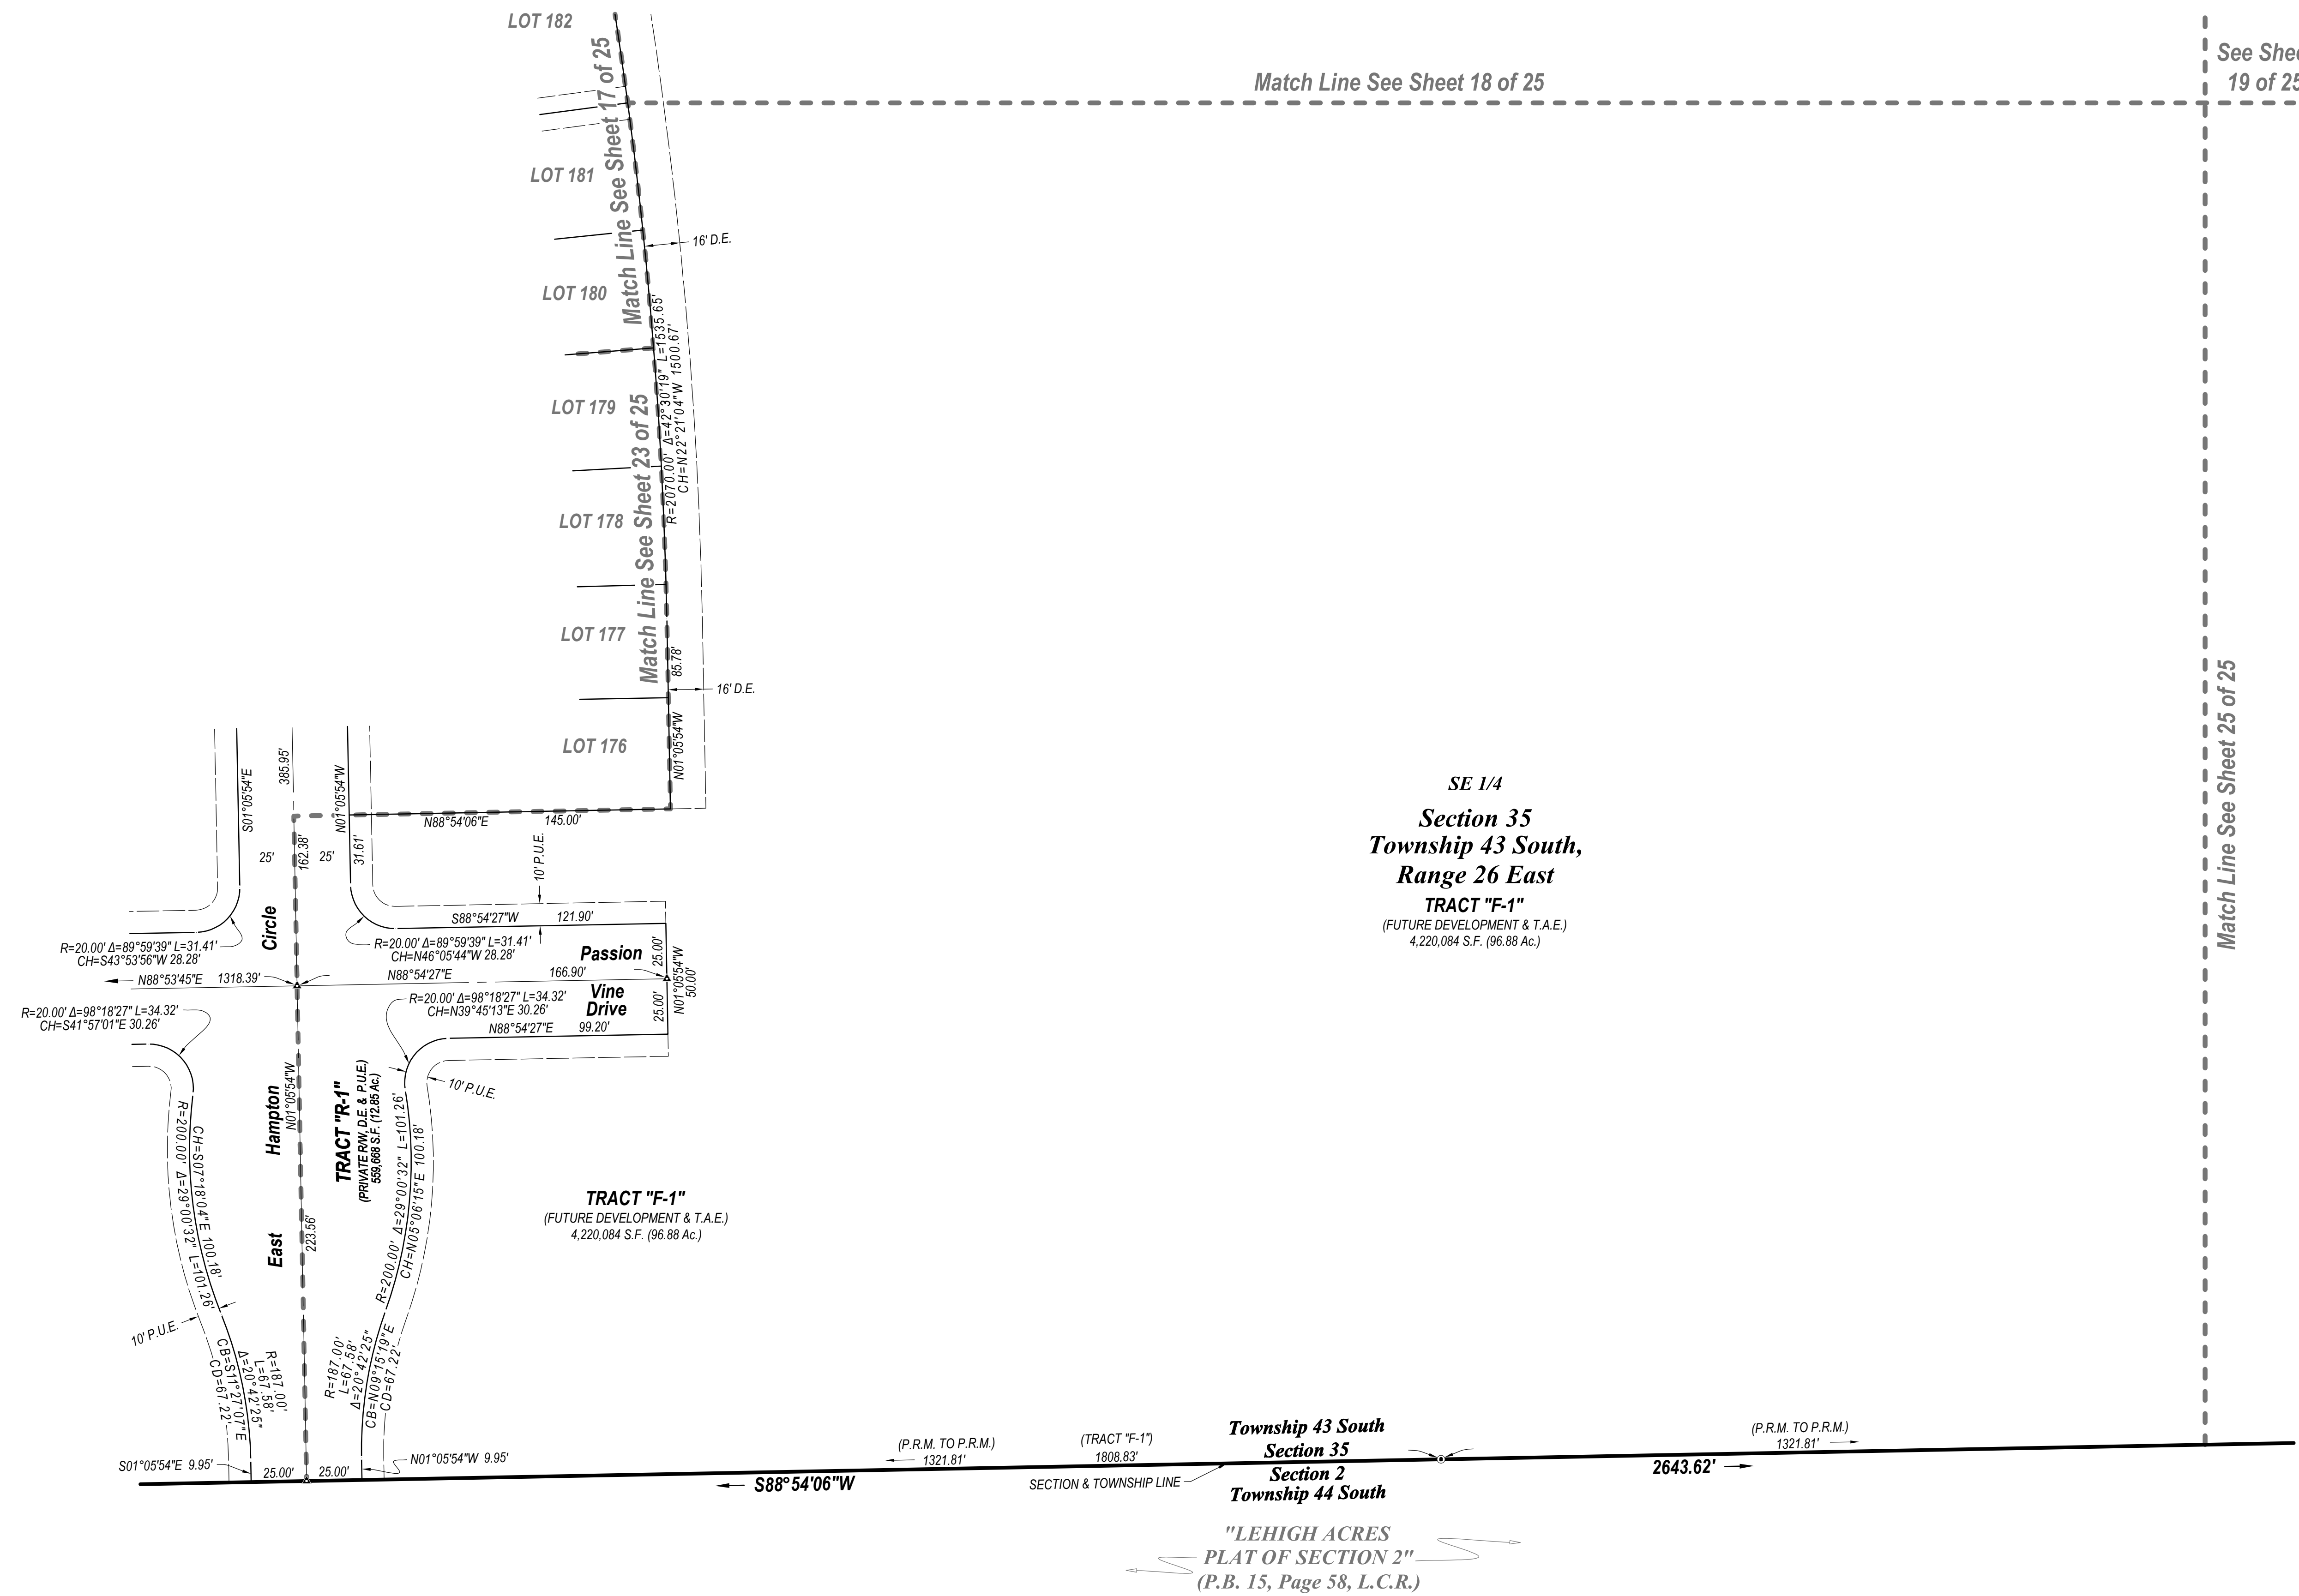 LOT 182
Match Line See Sheet 17 of 25
Match Line See Sheet 18 of 25
19 of 25
LOT 181
16' D.E.
LOT 180
LOT 179
R=2070.00' Δ=42°30'19" L=1535.65'
CH=N22°21'04"W 1500.67'
Match Line See Sheet 23 of 25
LOT 178
LOT 177
85.78'
16' D.E.
N01°05'54"W
LOT 176
Match Line See Sheet 25 of 25
S01°05'54"E
385.95'
N01°05'54"W
N88°54'06"E 145.00'
25'
162.38'
25'
31.61'
10' P.U.E.
SE 1/4
Section 35
Township 43 South,
Range 26 East
TRACT "F-1"
(FUTURE DEVELOPMENT & T.A.E.)
4,220,084 S.F. (96.88 Ac.)
Circle
S88°54'27"W 121.90'
R=20.00' Δ=89°59'39" L=31.41'
CH=S43°53'56"W 28.28'
R=20.00' Δ=89°59'39" L=31.41'
CH=N46°05'44"W 28.28'
Passion
25.00'
N01°05'54"W
50.00'
N88°53'45"E 1318.39'
N88°54'27"E 166.90'
Vine
Drive
25.00'
R=20.00' Δ=98°18'27" L=34.32'
CH=S41°57'01"E 30.26'
R=20.00' Δ=98°18'27" L=34.32'
CH=N39°45'13"E 30.26'
N88°54'27"E 99.20'
Hampton
N01°05'54"W
TRACT "R-1"
(PRIVATE R/W, D.E. & P.U.E.)
559,668 S.F. (12.85 Ac.)
10' P.U.E.
R=200.00' Δ=29°00'32" L=101.26'
CH=S07°18'04"E 100.18'
R=200.00' Δ=29°00'32" L=101.26'
CH=N05°06'15"E 100.18'
East
223.56'
TRACT "F-1"
(FUTURE DEVELOPMENT & T.A.E.)
4,220,084 S.F. (96.88 Ac.)
10' P.U.E.
R=187.00'
L=67.58'
Δ=20°42'25"
CB=S11°27'07"E
CD=67.22'
R=187.00'
L=67.58'
Δ=20°42'25"
CB=N09°15'19"E
CD=67.22'
S01°05'54"E 9.95'
25.00'
25.00'
N01°05'54"W 9.95'
(P.R.M. TO P.R.M.)
1321.81'
(TRACT "F-1")
1808.83'
Township 43 South
Section 35
(P.R.M. TO P.R.M.)
1321.81'
S88°54'06"W
SECTION & TOWNSHIP LINE
Section 2
Township 44 South
2643.62'
"LEHIGH ACRES
PLAT OF SECTION 2"
(P.B. 15, Page 58, L.C.R.)